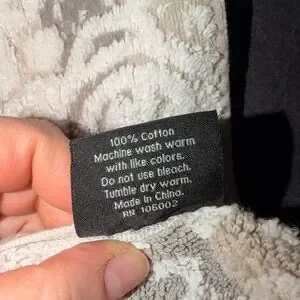 100% Cotton
Machine wash warm
with like colors.
Do not use bleach.
Tumble dry warm.
Made in China.
RN 106002